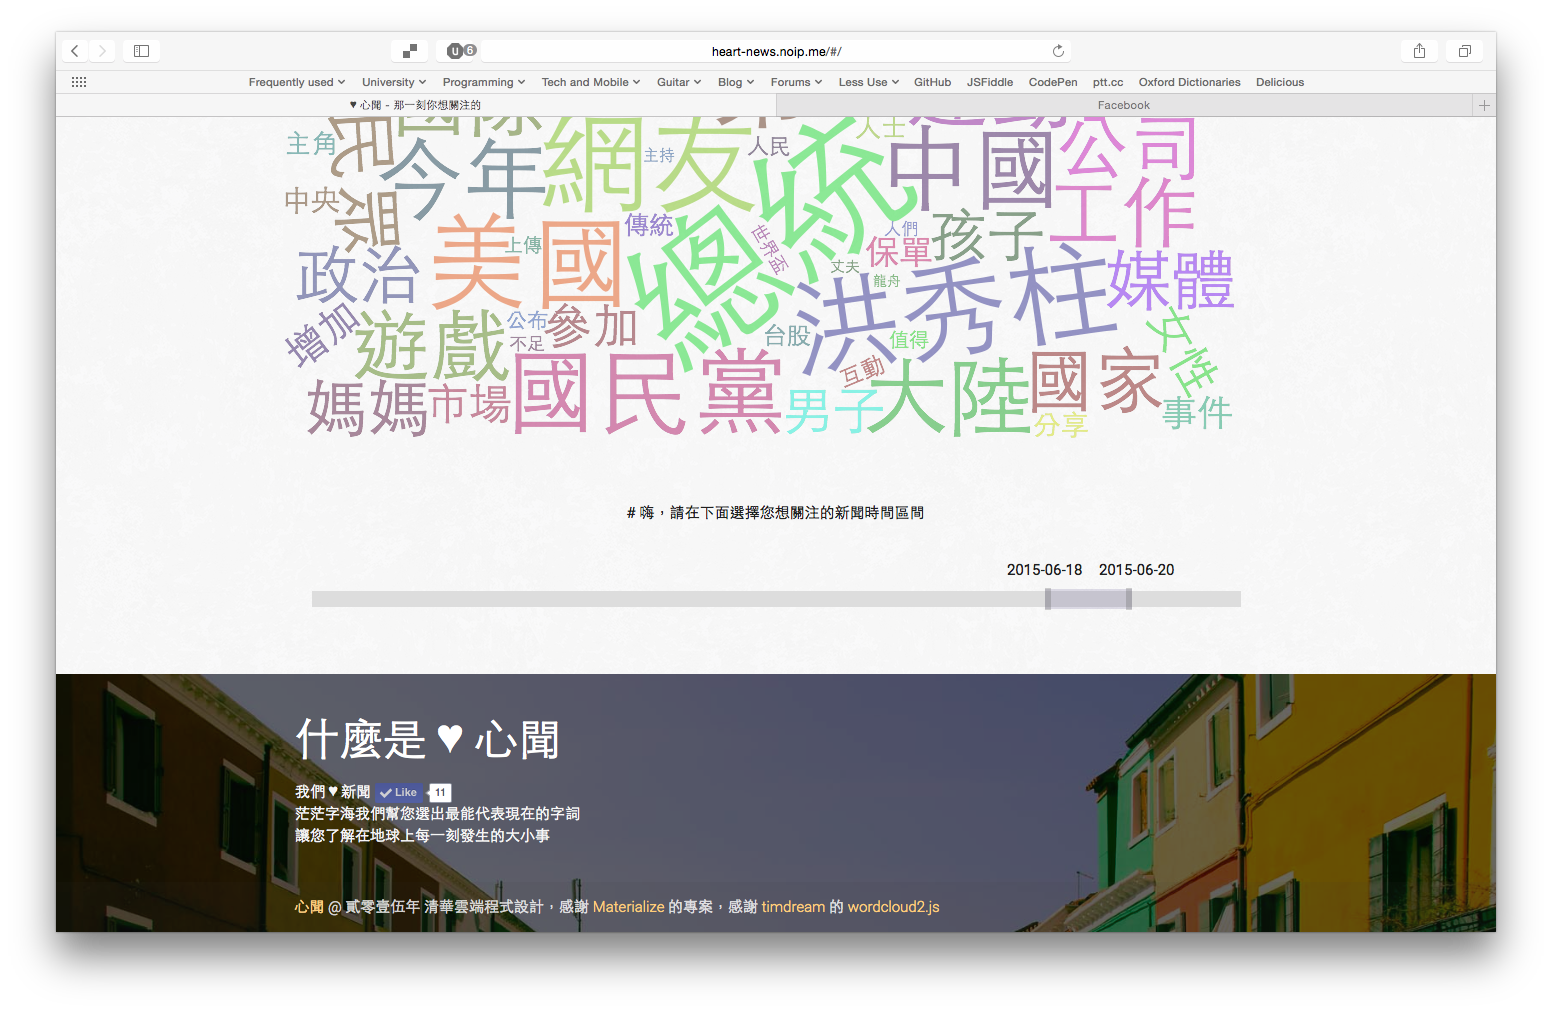 u 6
heart-news.noip.me/#/
Frequently used University Programming Tech and Mobile Guitar Blog Forums Less Use GitHub JSFiddle CodePen ptt.cc Oxford Dictionaries Delicious
♥ 心聞 - 那一刻你想關注的
Facebook
主角
今年
網友
主持
人民
人士
中國
公司
中央
民眾
工作
美國
上傳
傳統
總統
世界盃
人們
保單
孩子
丈夫
龍舟
政治
洪秀柱
媒體
增加
遊戲
公布
不足
參加
台股
值得
女性
互動
媽媽
市場
國民黨
男子
大陸
國家
分享
事件
# 嗨，請在下面選擇您想關注的新聞時間區間
2015-06-18 2015-06-20
什麼是 ♥ 心聞
我們 ♥ 新聞 Like 11
茫茫字海我們幫您選出最能代表現在的字詞
讓您了解在地球上每一刻發生的大小事
心聞 @ 貳零壹伍年 清華雲端程式設計，感謝 Materialize 的專案，感謝 timdream 的 wordcloud2.js